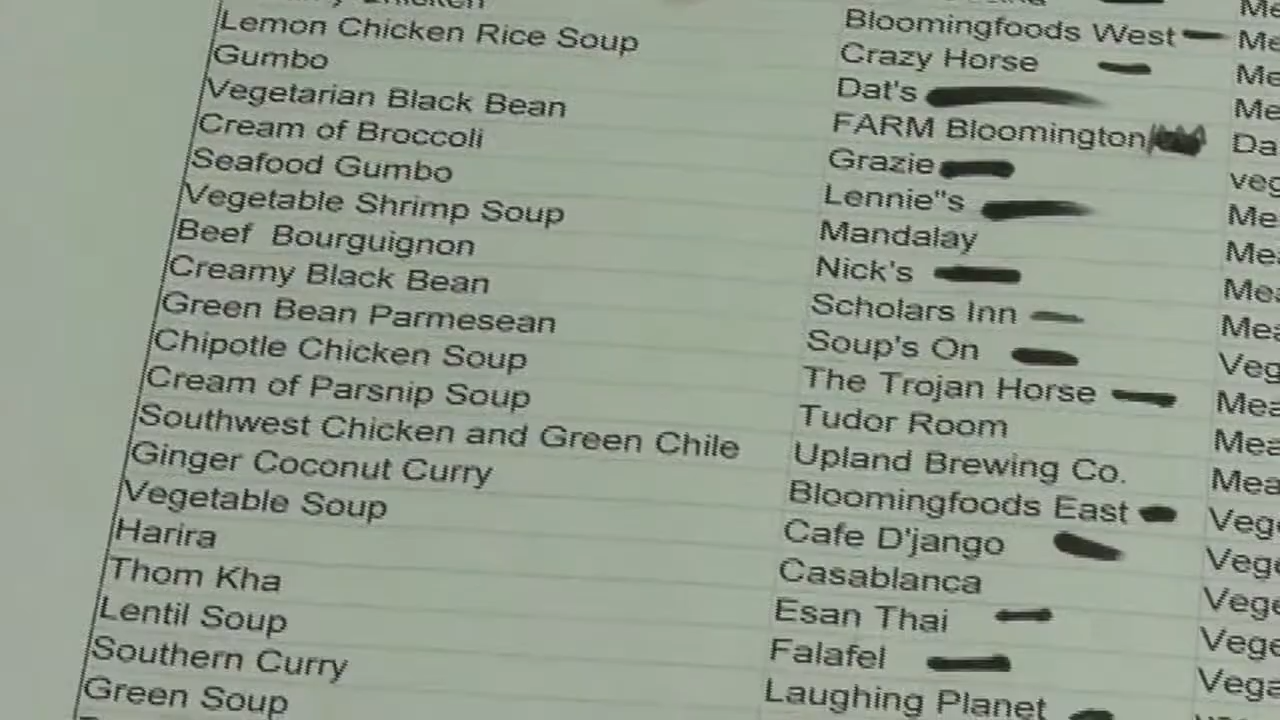 Chicken
Bloomingfoods West
Lemon Chicken Rice Soup Crazy Horse
Gumbo Dat's
Vegetarian Black Bean FARM Bloomington
Cream of Broccoli Grazie
Seafood Gumbo Lennie"s
Vegetable Shrimp Soup Mandalay
Beef Bourguignon Nick's
Creamy Black Bean Scholars Inn
Green Bean Parmesean Soup's On
Chipotle Chicken Soup The Trojan Horse
Cream of Parsnip Soup Tudor Room
Southwest Chicken and Green Chile Upland Brewing Co.
Ginger Coconut Curry Bloomingfoods East
Vegetable Soup Cafe D'jango
Harira Casablanca
Thom Kha Esan Thai
Lentil Soup Falafel
Southern Curry Laughing Planet
Green Soup